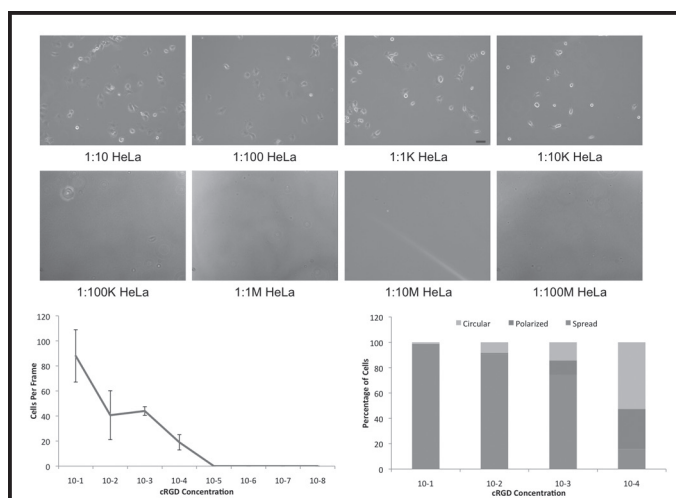 1:10 HeLa
1:100 HeLa
1:1K HeLa
1:10K HeLa
1:100K HeLa
1:1M HeLa
1:10M HeLa
1:100M HeLa
Cells Per Frame
120
100
80
60
40
20
0
10-1 10-2 10-3 10-4 10-5 10-6 10-7 10-8
cRGD Concentration
Circular Polarized Spread
Percentage of Cells
120
100
80
60
40
20
0
10-1 10-2 10-3 10-4
cRGD Concentration